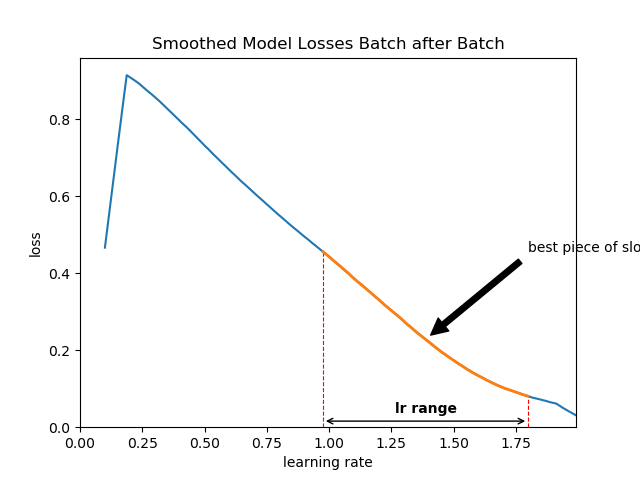 Smoothed Model Losses Batch after Batch
loss
0.8
0.6
0.4
0.2
0.0
best piece of slo
lr range
0.00 0.25 0.50 0.75 1.00 1.25 1.50 1.75
learning rate